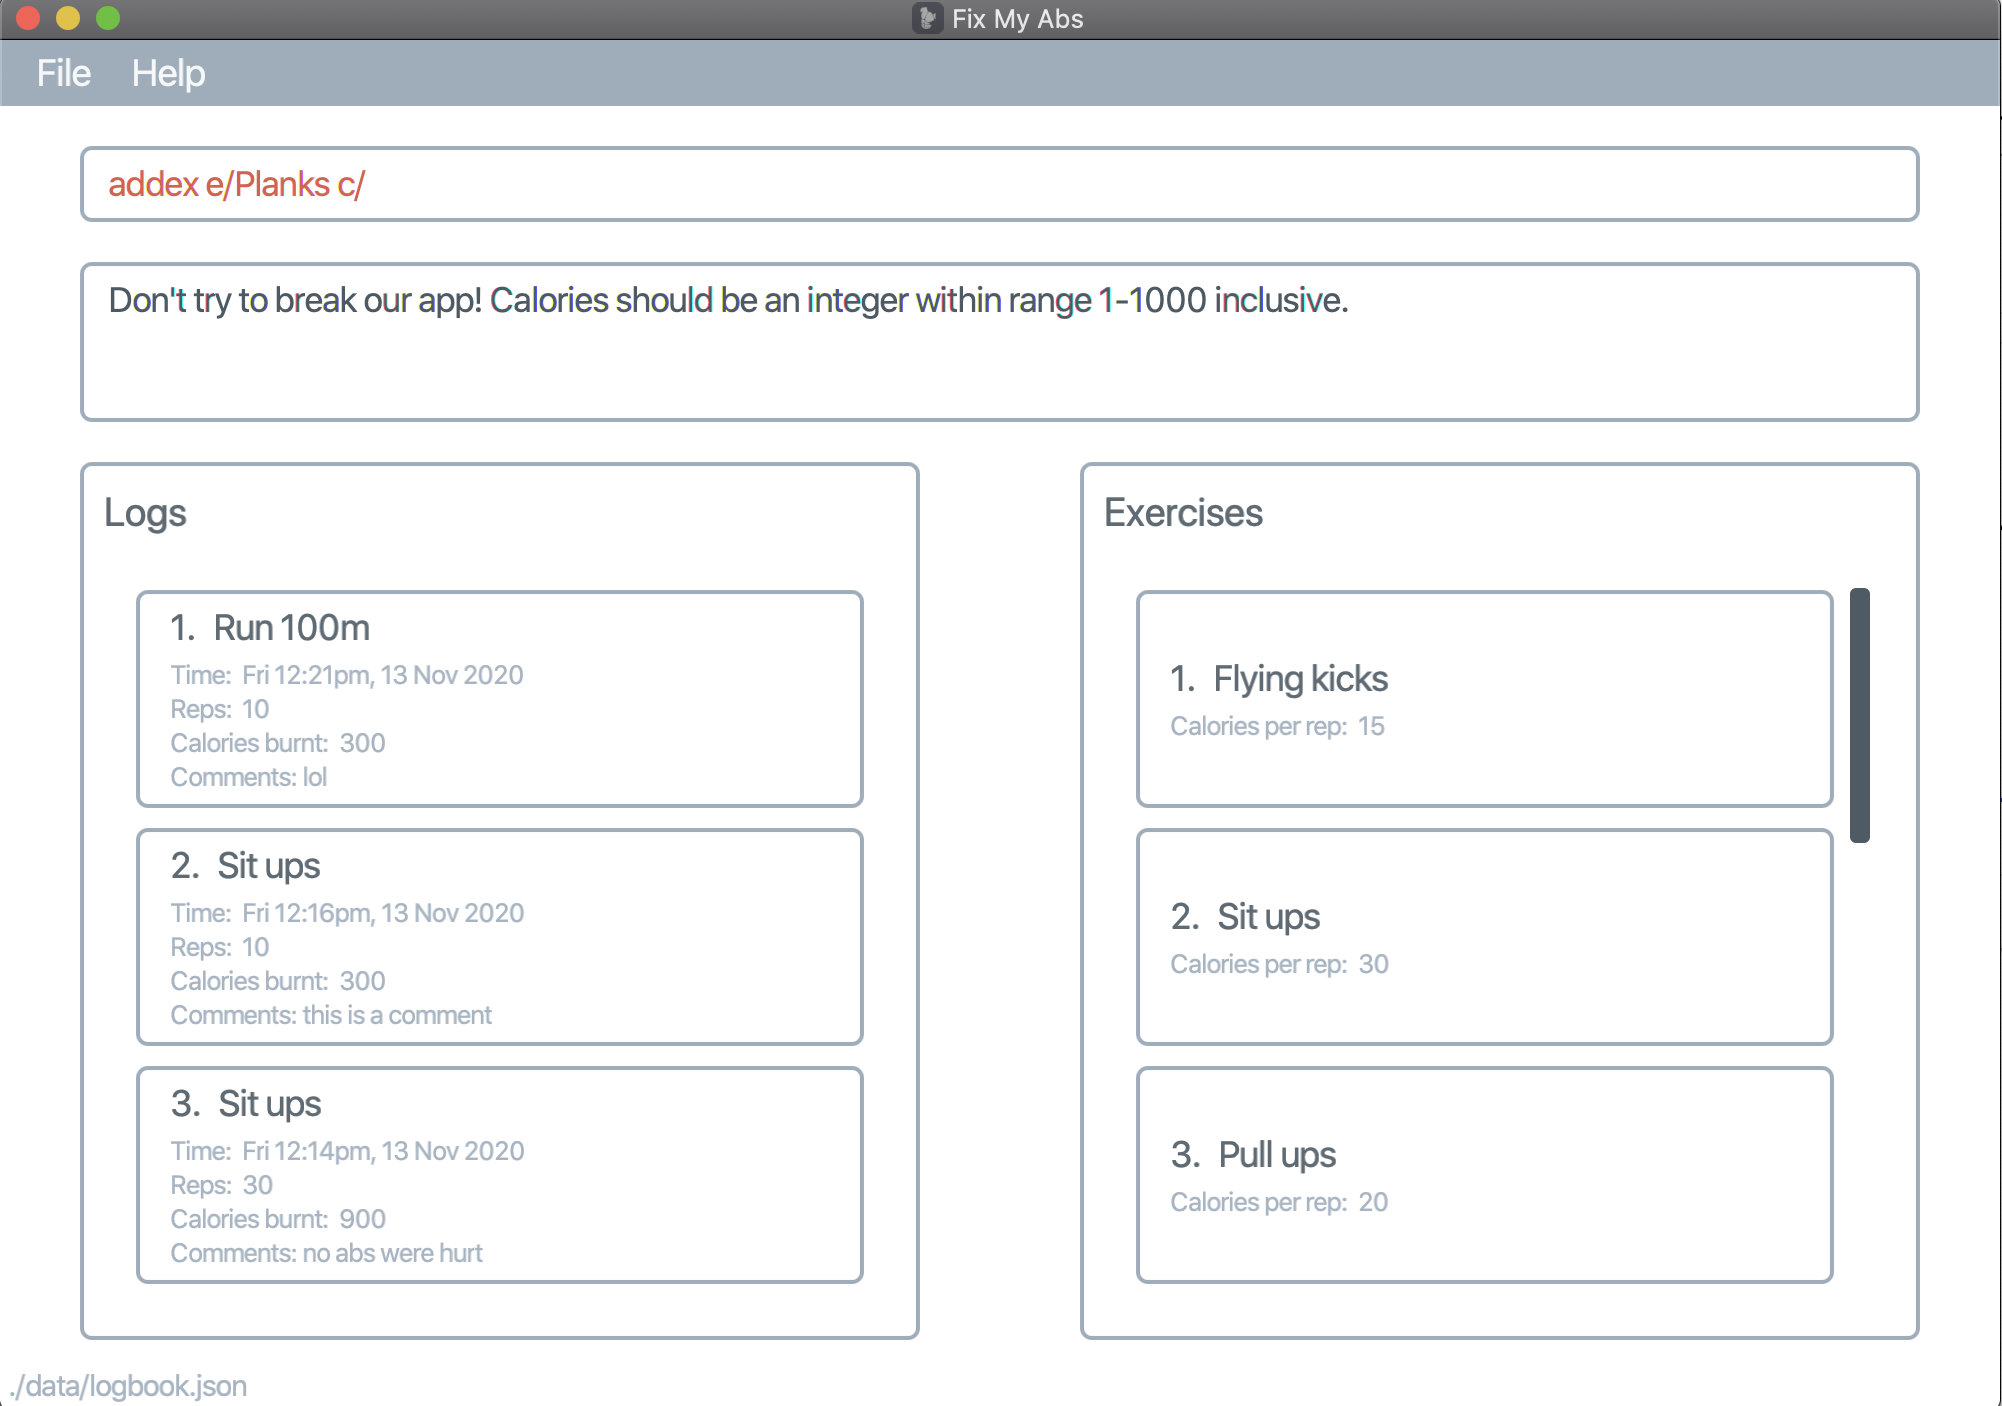 Fix My Abs
File Help
addex e/Planks c/
Don't try to break our app! Calories should be an integer within range 1-1000 inclusive.
Logs
1. Run 100m
Time: Fri 12:21pm, 13 Nov 2020
Reps: 10
Calories burnt: 300
Comments: lol
2. Sit ups
Time: Fri 12:16pm, 13 Nov 2020
Reps: 10
Calories burnt: 300
Comments: this is a comment
3. Sit ups
Time: Fri 12:14pm, 13 Nov 2020
Reps: 30
Calories burnt: 900
Comments: no abs were hurt
Exercises
1. Flying kicks
Calories per rep: 15
2. Sit ups
Calories per rep: 30
3. Pull ups
Calories per rep: 20
./data/logbook.json